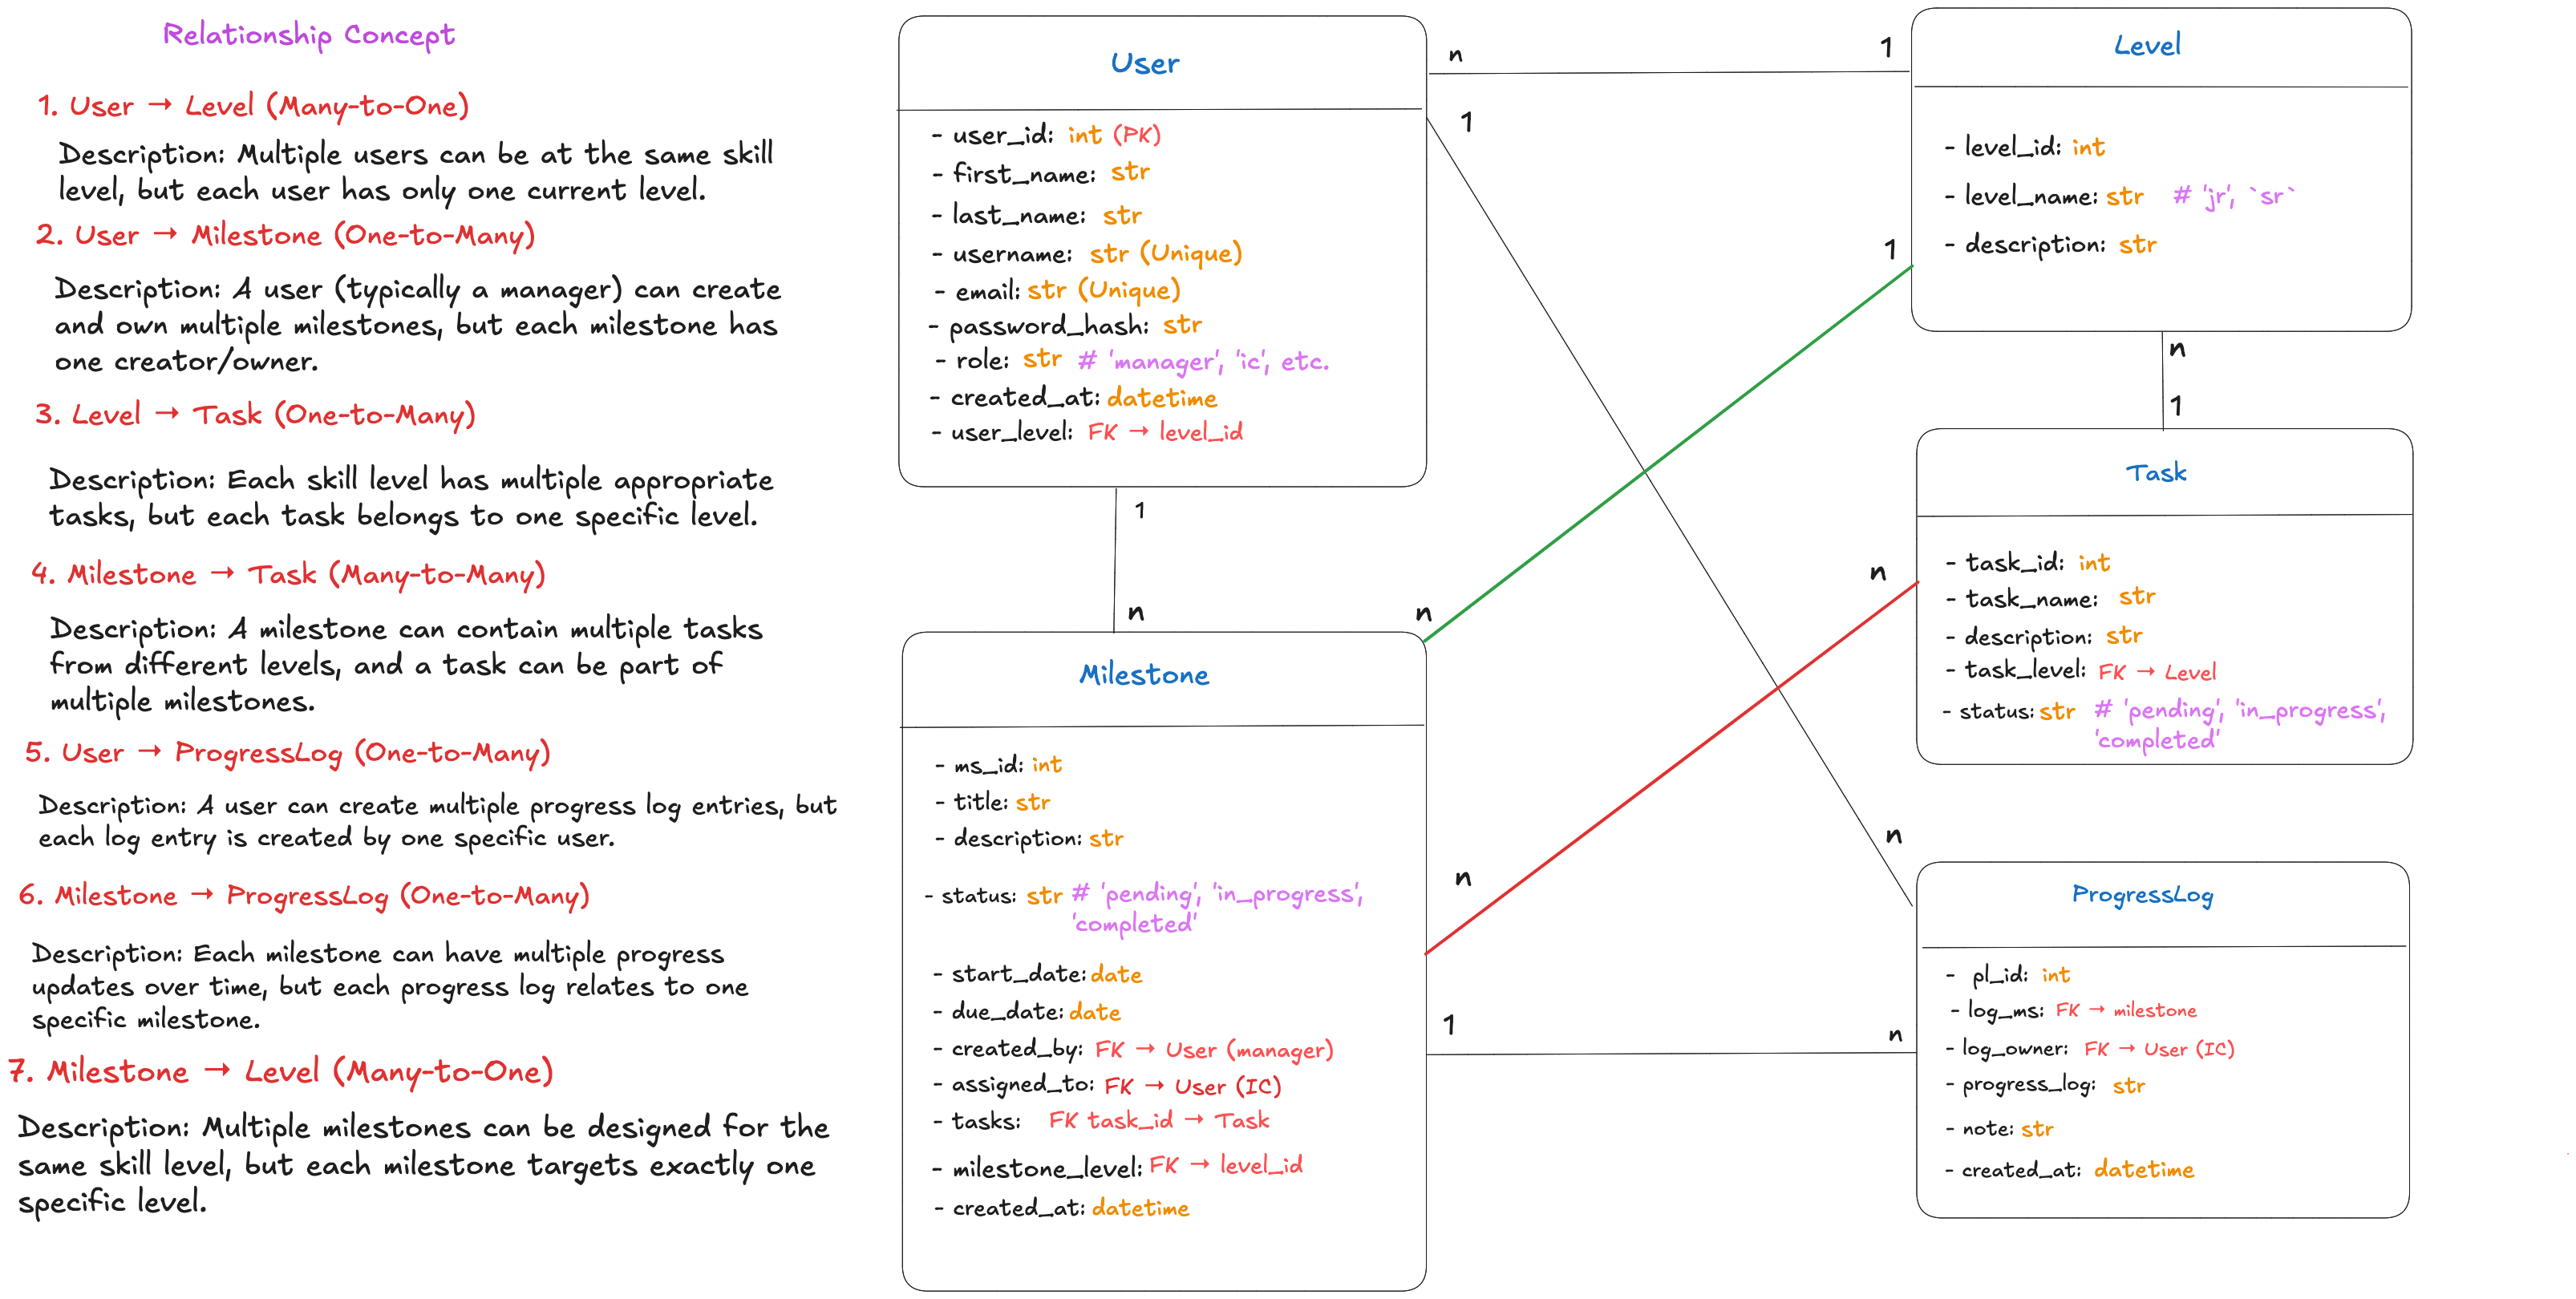 Relationship Concept
1. User → Level (Many-to-One)
Description: Multiple users can be at the same skill
level, but each user has only one current level.
2. User → Milestone (One-to-Many)
Description: A user (typically a manager) can create
and own multiple milestones, but each milestone has
one creator/owner.
3. Level → Task (One-to-Many)
Description: Each skill level has multiple appropriate
tasks, but each task belongs to one specific level.
4. Milestone → Task (Many-to-Many)
Description: A milestone can contain multiple tasks
from different levels, and a task can be part of
multiple milestones.
5. User → ProgressLog (One-to-Many)
Description: A user can create multiple progress log entries, but
each log entry is created by one specific user.
6. Milestone → ProgressLog (One-to-Many)
Description: Each milestone can have multiple progress
updates over time, but each progress log relates to one
specific milestone.
7. Milestone → Level (Many-to-One)
Description: Multiple milestones can be designed for the
same skill level, but each milestone targets exactly one
specific level.
User
- user_id: int (PK)
- first_name: str
- last_name: str
- username: str (Unique)
- email: str (Unique)
- password_hash: str
- role: str # 'manager', 'ic', etc.
- created_at: datetime
- user_level: FK → level_id
n
1
1
1
1
n
n
Level
- level_id: int
- level_name: str # 'jr', `sr`
- description: str
n
1
Task
- task_id: int
- task_name: str
- description: str
- task_level: FK → Level
- status: str # 'pending', 'in_progress',
'completed'
Milestone
- ms_id: int
- title: str
- description: str
- status: str # 'pending', 'in_progress',
'completed'
- start_date: date
- due_date: date
- created_by: FK → User (manager)
- assigned_to: FK → User (IC)
- tasks: FK task_id → Task
- milestone_level: FK → level_id
- created_at: datetime
n
n
n
1
n
ProgressLog
- pl_id: int
- log_ms: FK → milestone
- log_owner: FK → User (IC)
- progress_log: str
- note: str
- created_at: datetime